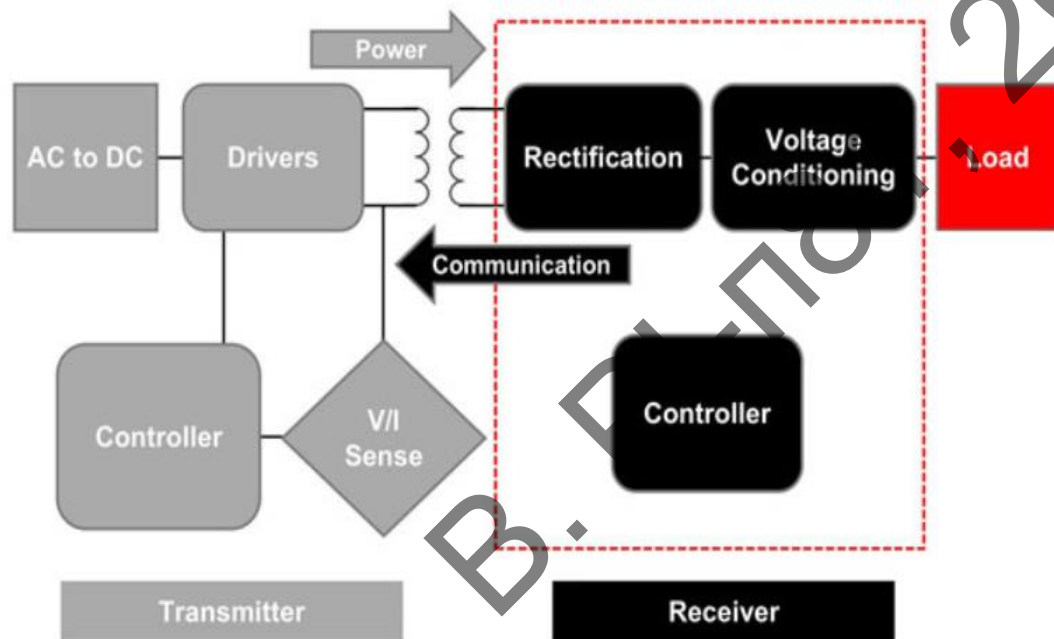 Power
AC to DC
Drivers
Rectification
Voltage
Conditioning
Load
Communication
Controller
V/I
Sense
Controller
Transmitter
Receiver